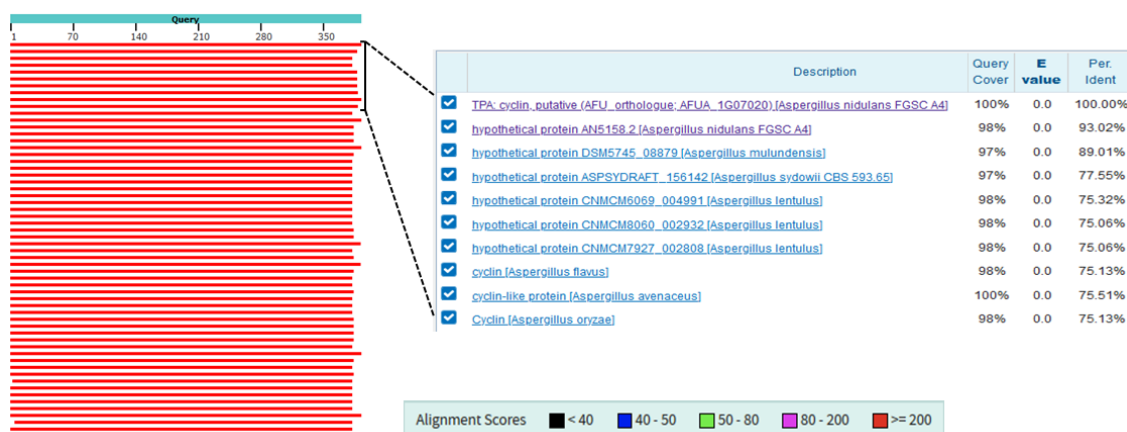 Query
1 70 140 210 280 350
Description Query Cover E value Per. Ident
TPA: cyclin, putative (AFU_orthologue; AFUA_1G07020) [Aspergillus nidulans FGSC A4] 100% 0.0 100.00%
hypothetical protein AN5158.2 [Aspergillus nidulans FGSC A4] 98% 0.0 93.02%
hypothetical protein DSM5745_08879 [Aspergillus mulundensis] 97% 0.0 89.01%
hypothetical protein ASPSYDRAFT_156142 [Aspergillus sydowii CBS 593.65] 97% 0.0 77.55%
hypothetical protein CNMCM6069_004991 [Aspergillus lentulus] 98% 0.0 75.32%
hypothetical protein CNMCM8060_002932 [Aspergillus lentulus] 98% 0.0 75.06%
hypothetical protein CNMCM7927_002808 [Aspergillus lentulus] 98% 0.0 75.06%
cyclin [Aspergillus flavus] 98% 0.0 75.13%
cyclin-like protein [Aspergillus avenaceus] 100% 0.0 75.51%
Cyclin [Aspergillus oryzae] 98% 0.0 75.13%
Alignment Scores < 40 40 - 50 50 - 80 80 - 200 >= 200